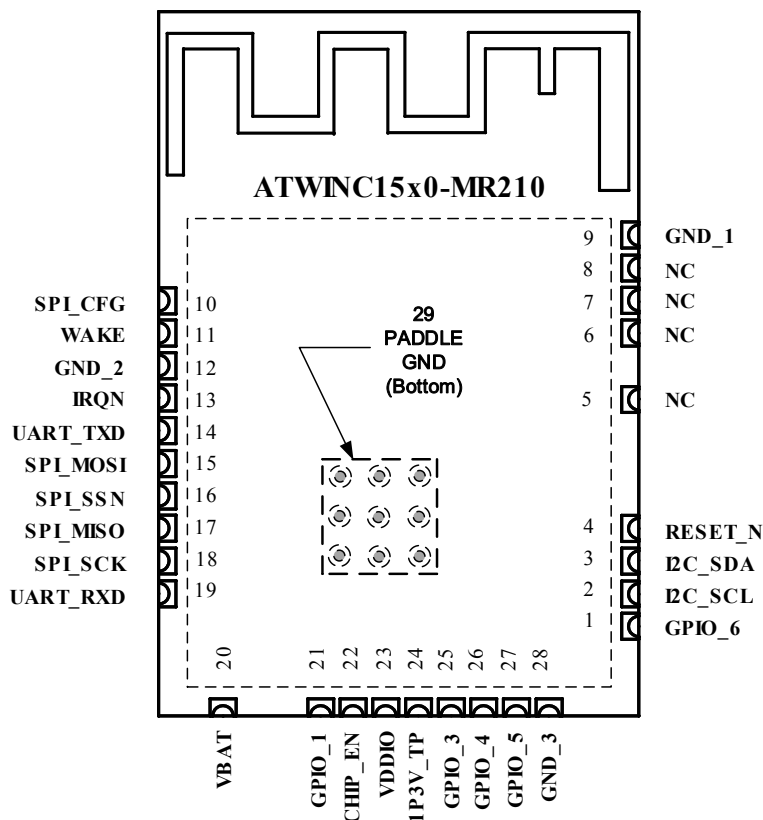 ATWINC15x0-MR210
9 GND_1
8 NC
7 NC
6 NC
5 NC
4 RESET_N
3 I2C_SDA
2 I2C_SCL
1 GPIO_6
SPI_CFG 10
WAKE 11
GND_2 12
IRQN 13
UART_TXD 14
SPI_MOSI 15
SPI_SSN 16
SPI_MISO 17
SPI_SCK 18
UART_RXD 19
29
PADDLE
GND
(Bottom)
20 VBAT
21 GPIO_1
22 CHIP_EN
23 VDDIO
24 1P3V_TP
25 GPIO_3
26 GPIO_4
27 GPIO_5
28 GND_3